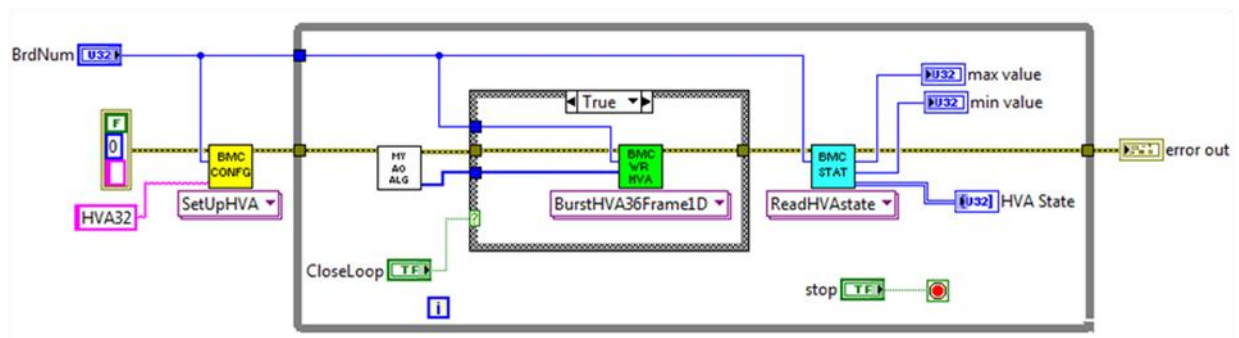 BrdNum
U32
F
0
HVA32
BMC
CONFG
SetUpHVA
MY
AO
ALG
True
?
BMC
WR
HVA
BurstHVA36Frame1D
CloseLoop
TF
i
BMC
STAT
ReadHVAstate
U32
max value
U32
min value
error out
[U32]
HVA State
stop
TF